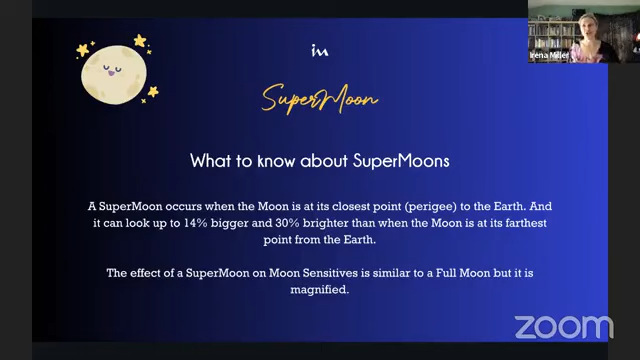 Irena Miller
im
SuperMoon
What to know about SuperMoons
A SuperMoon occurs when the Moon is at its closest point (perigee) to the Earth. And
it can look up to 14% bigger and 30% brighter than when the Moon is at its farthest
point from the Earth.
The effect of a SuperMoon on Moon Sensitives is similar to a Full Moon but it is
magnified.
zoom